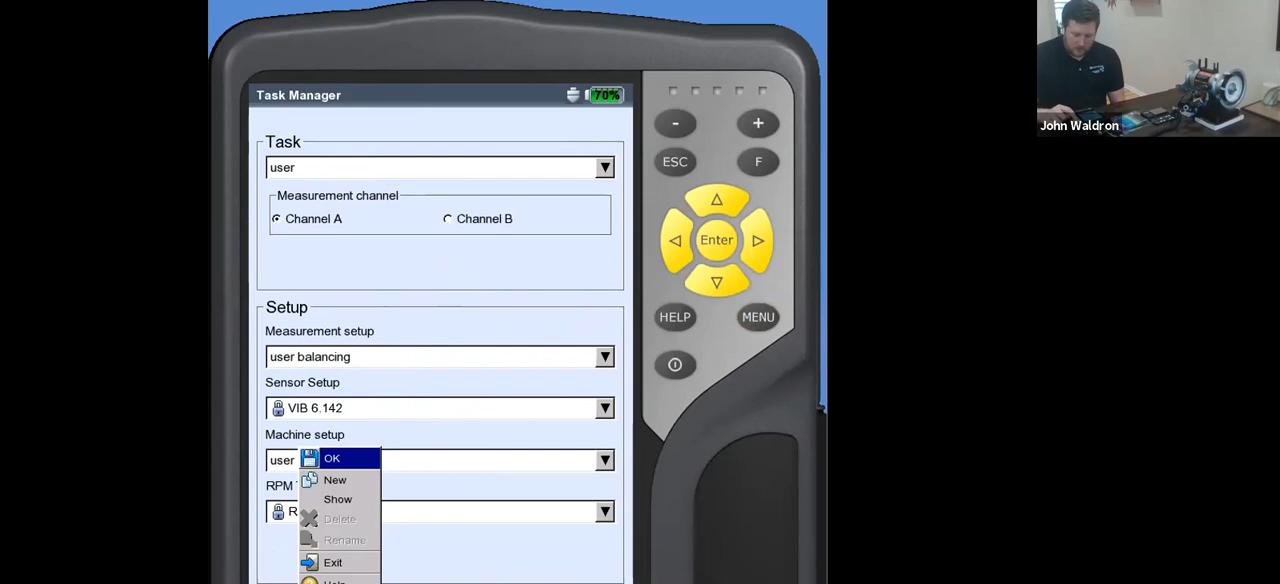 Task Manager
70%
Task
user
Measurement channel
Channel A
Channel B
Setup
Measurement setup
user balancing
Sensor Setup
VIB 6.142
Machine setup
user
RPM
R
OK
New
Show
Delete
Rename
Exit
Help
-
+
ESC
F
Enter
HELP
MENU
John Waldron